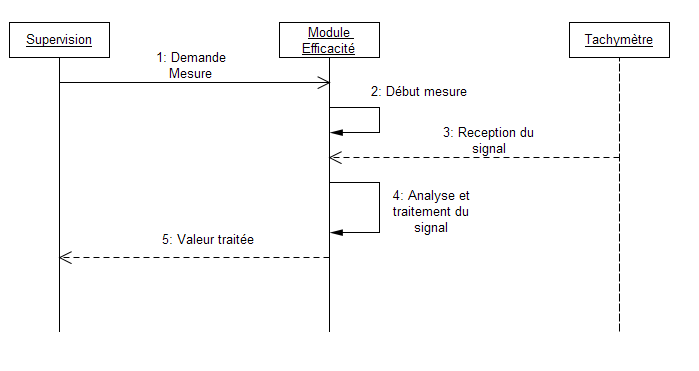 Supervision
Module
Efficacité
Tachymètre
1: Demande
Mesure
2: Début mesure
3: Reception du
signal
4: Analyse et
traitement du
signal
5: Valeur traitée